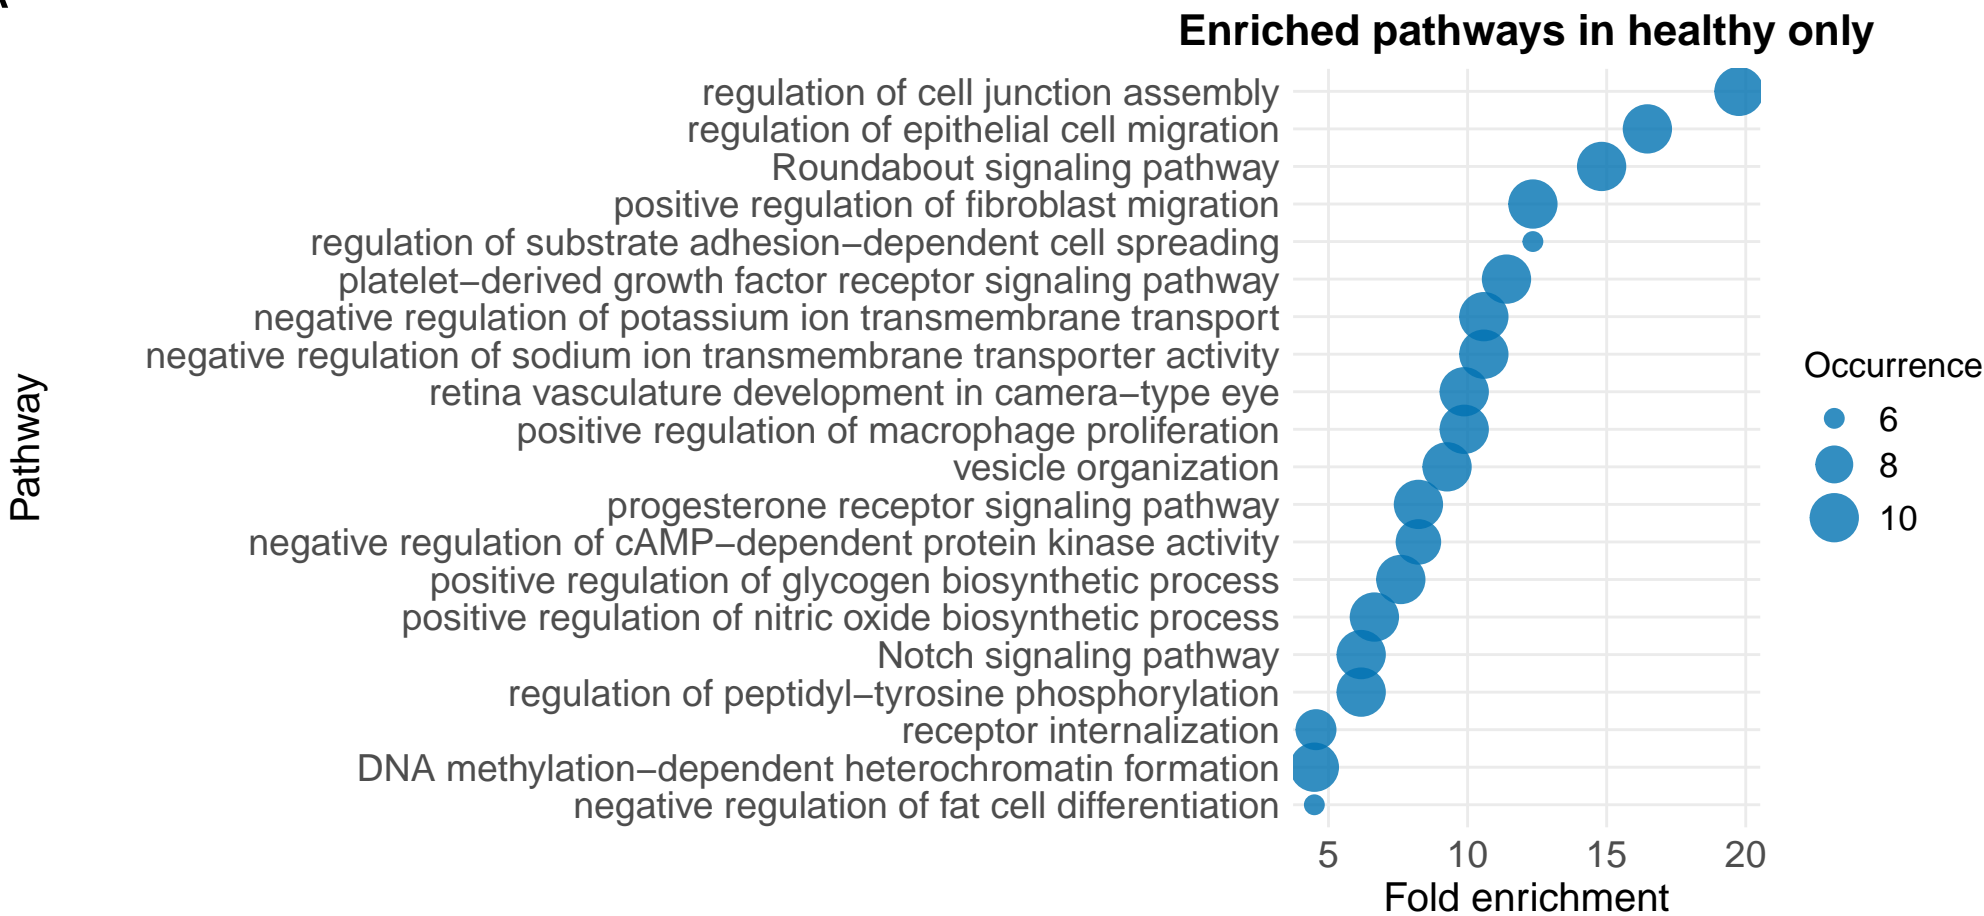 Enriched pathways in healthy only
regulation of cell junction assembly
regulation of epithelial cell migration
Roundabout signaling pathway
positive regulation of fibroblast migration
regulation of substrate adhesion−dependent cell spreading
platelet−derived growth factor receptor signaling pathway
negative regulation of potassium ion transmembrane transport
negative regulation of sodium ion transmembrane transporter activity
retina vasculature development in camera−type eye
positive regulation of macrophage proliferation
vesicle organization
progesterone receptor signaling pathway
negative regulation of cAMP−dependent protein kinase activity
positive regulation of glycogen biosynthetic process
positive regulation of nitric oxide biosynthetic process
Notch signaling pathway
regulation of peptidyl−tyrosine phosphorylation
receptor internalization
DNA methylation−dependent heterochromatin formation
negative regulation of fat cell differentiation
Pathway
5 10 15 20
Fold enrichment
Occurrence
6
8
10